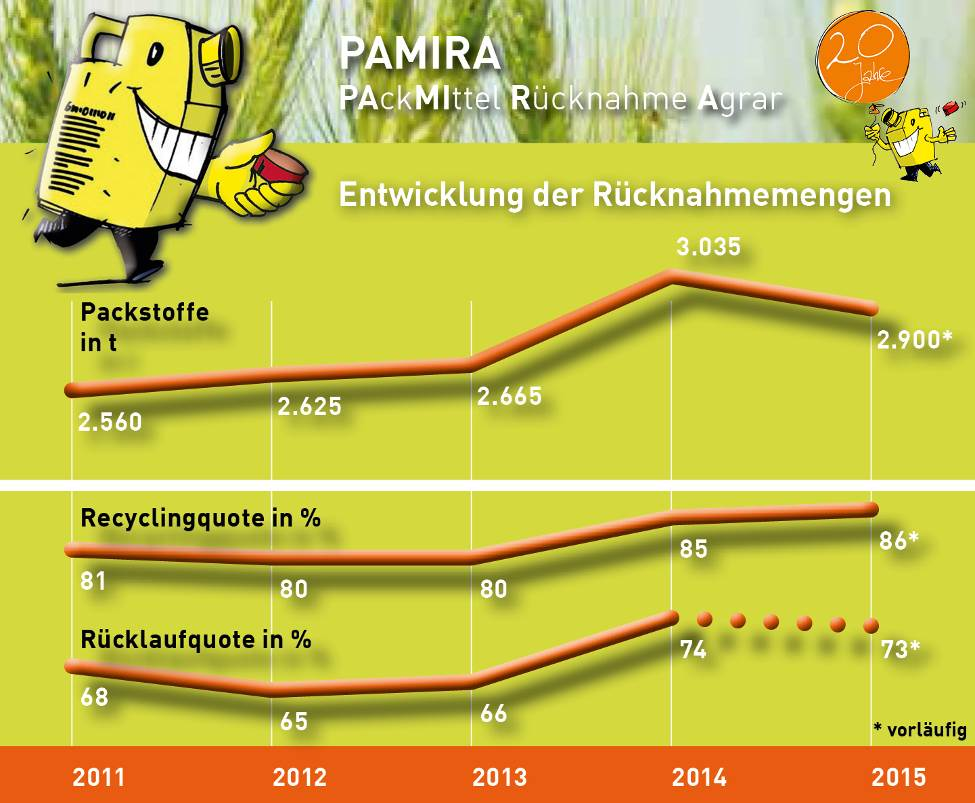 PAMIRA
PAckMIttel Rücknahme Agrar
20
Jahre
Entwicklung der Rücknahmemengen
Packstoffe
in t
2.560
2.625
2.665
3.035
2.900*
Recyclingquote in %
81
80
80
85
86*
Rücklaufquote in %
68
65
66
74
73*
* vorläufig
2011
2012
2013
2014
2015